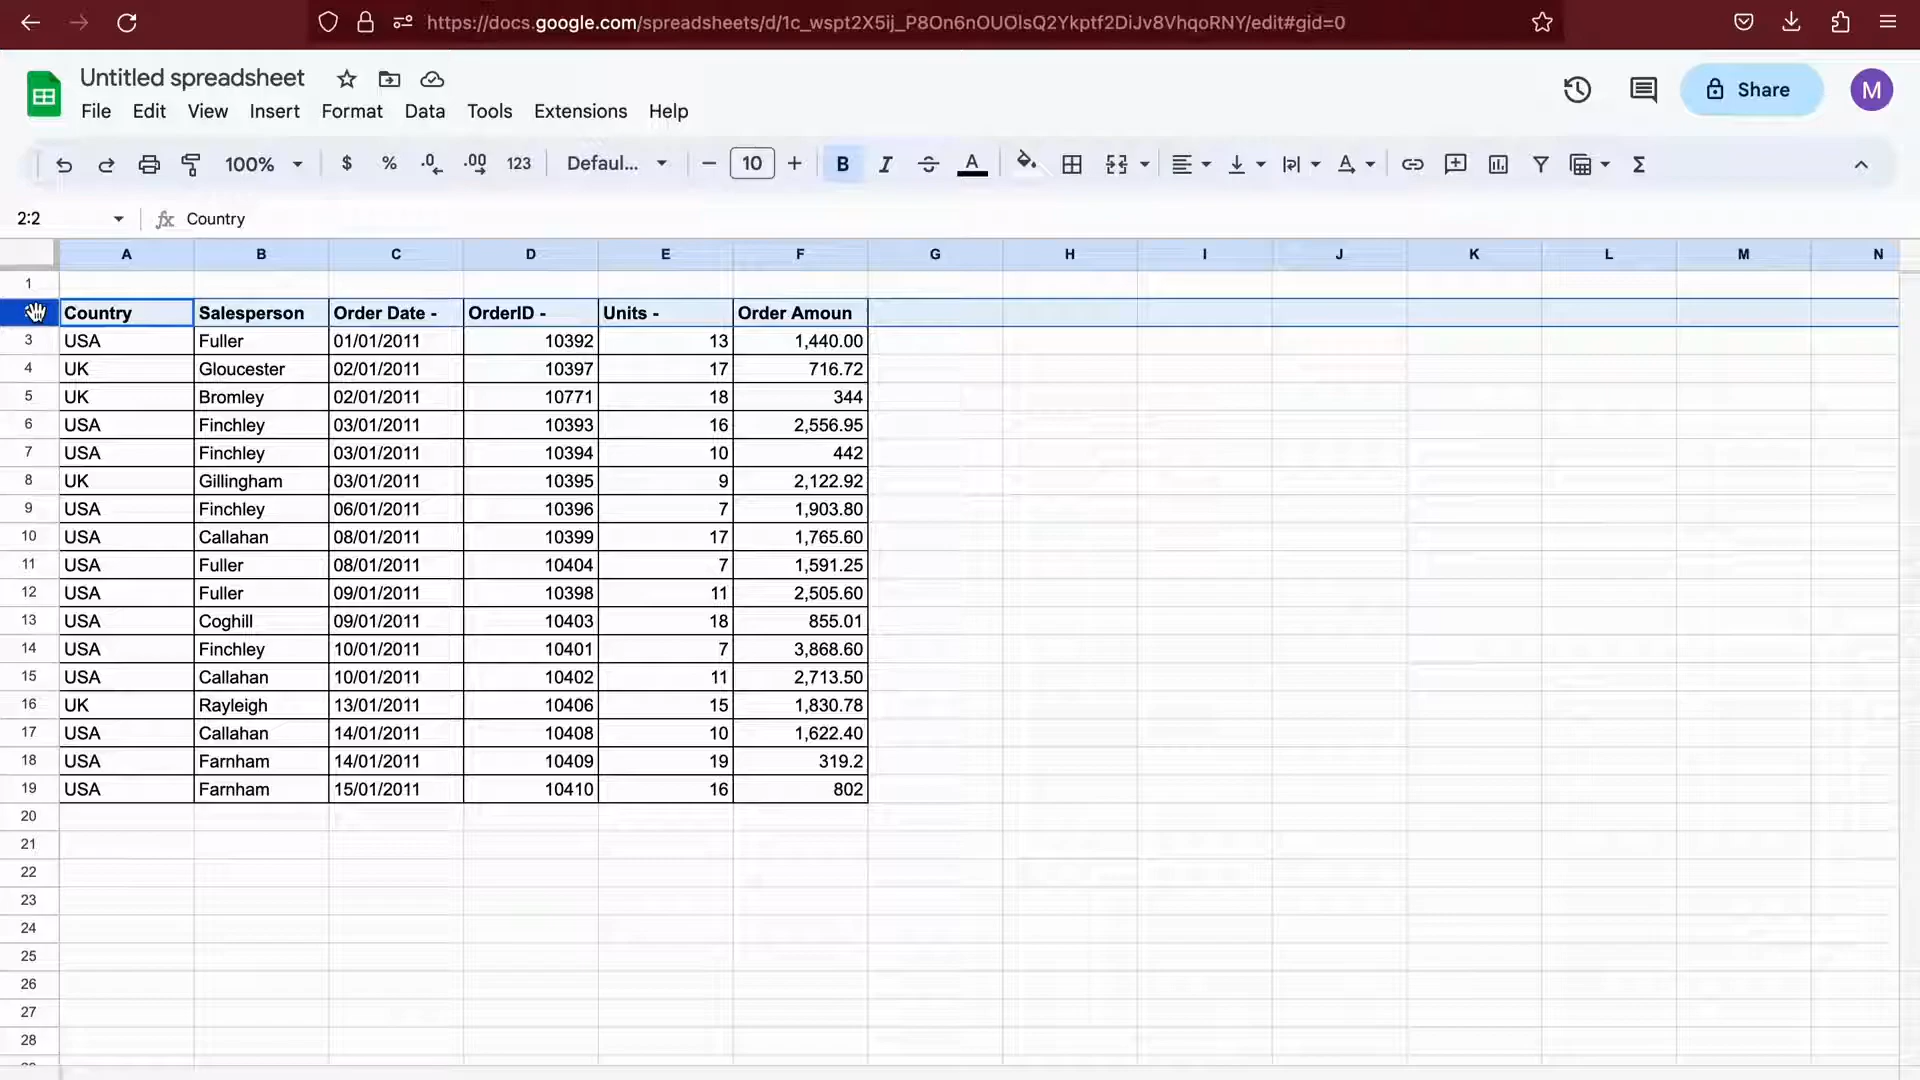 https://docs.google.com/spreadsheets/d/1c_wspt2X5ij_P8On6nOUOlsQ2Ykptf2DiJv8VhqoRNY/edit#gid=0
Untitled spreadsheet
File Edit View Insert Format Data Tools Extensions Help
Share
M
100% $ % .0 .00 123 Defaul... 10 B I A
2:2 fx Country
A B C D E F G H I J K L M N
1
Country Salesperson Order Date - OrderID - Units - Order Amoun
3 USA Fuller 01/01/2011 10392 13 1,440.00
4 UK Gloucester 02/01/2011 10397 17 716.72
5 UK Bromley 02/01/2011 10771 18 344
6 USA Finchley 03/01/2011 10393 16 2,556.95
7 USA Finchley 03/01/2011 10394 10 442
8 UK Gillingham 03/01/2011 10395 9 2,122.92
9 USA Finchley 06/01/2011 10396 7 1,903.80
10 USA Callahan 08/01/2011 10399 17 1,765.60
11 USA Fuller 08/01/2011 10404 7 1,591.25
12 USA Fuller 09/01/2011 10398 11 2,505.60
13 USA Coghill 09/01/2011 10403 18 855.01
14 USA Finchley 10/01/2011 10401 7 3,868.60
15 USA Callahan 10/01/2011 10402 11 2,713.50
16 UK Rayleigh 13/01/2011 10406 15 1,830.78
17 USA Callahan 14/01/2011 10408 10 1,622.40
18 USA Farnham 14/01/2011 10409 19 319.2
19 USA Farnham 15/01/2011 10410 16 802
20
21
22
23
24
25
26
27
28